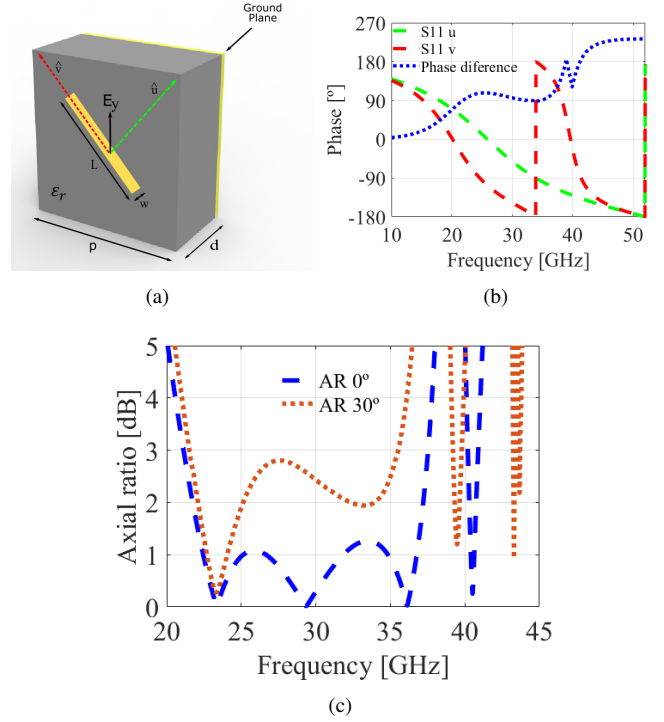 Ground
Plane
v̂
E_y
û
L
w
ε_r
p
d
(a)
270
180
90
0
-90
-180
Phase [º]
S11 u
S11 v
Phase diference
10
20
30
40
50
Frequency [GHz]
(b)
5
4
3
2
1
0
Axial ratio [dB]
AR 0º
AR 30º
20
25
30
35
40
45
Frequency [GHz]
(c)